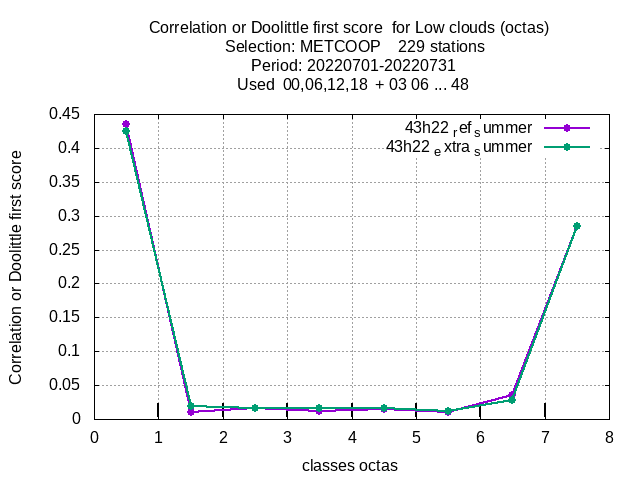 Correlation or Doolittle first score  for Low clouds (octas)
Selection: METCOOP    229 stations
Period: 20220701-20220731
Used  00,06,12,18  + 03 06 ... 48
43h22 ref summer
43h22 extra summer
0.45
0.4
0.35
0.3
0.25
0.2
0.15
0.1
0.05
0
Correlation or Doolittle first score
0 1 2 3 4 5 6 7 8
classes octas